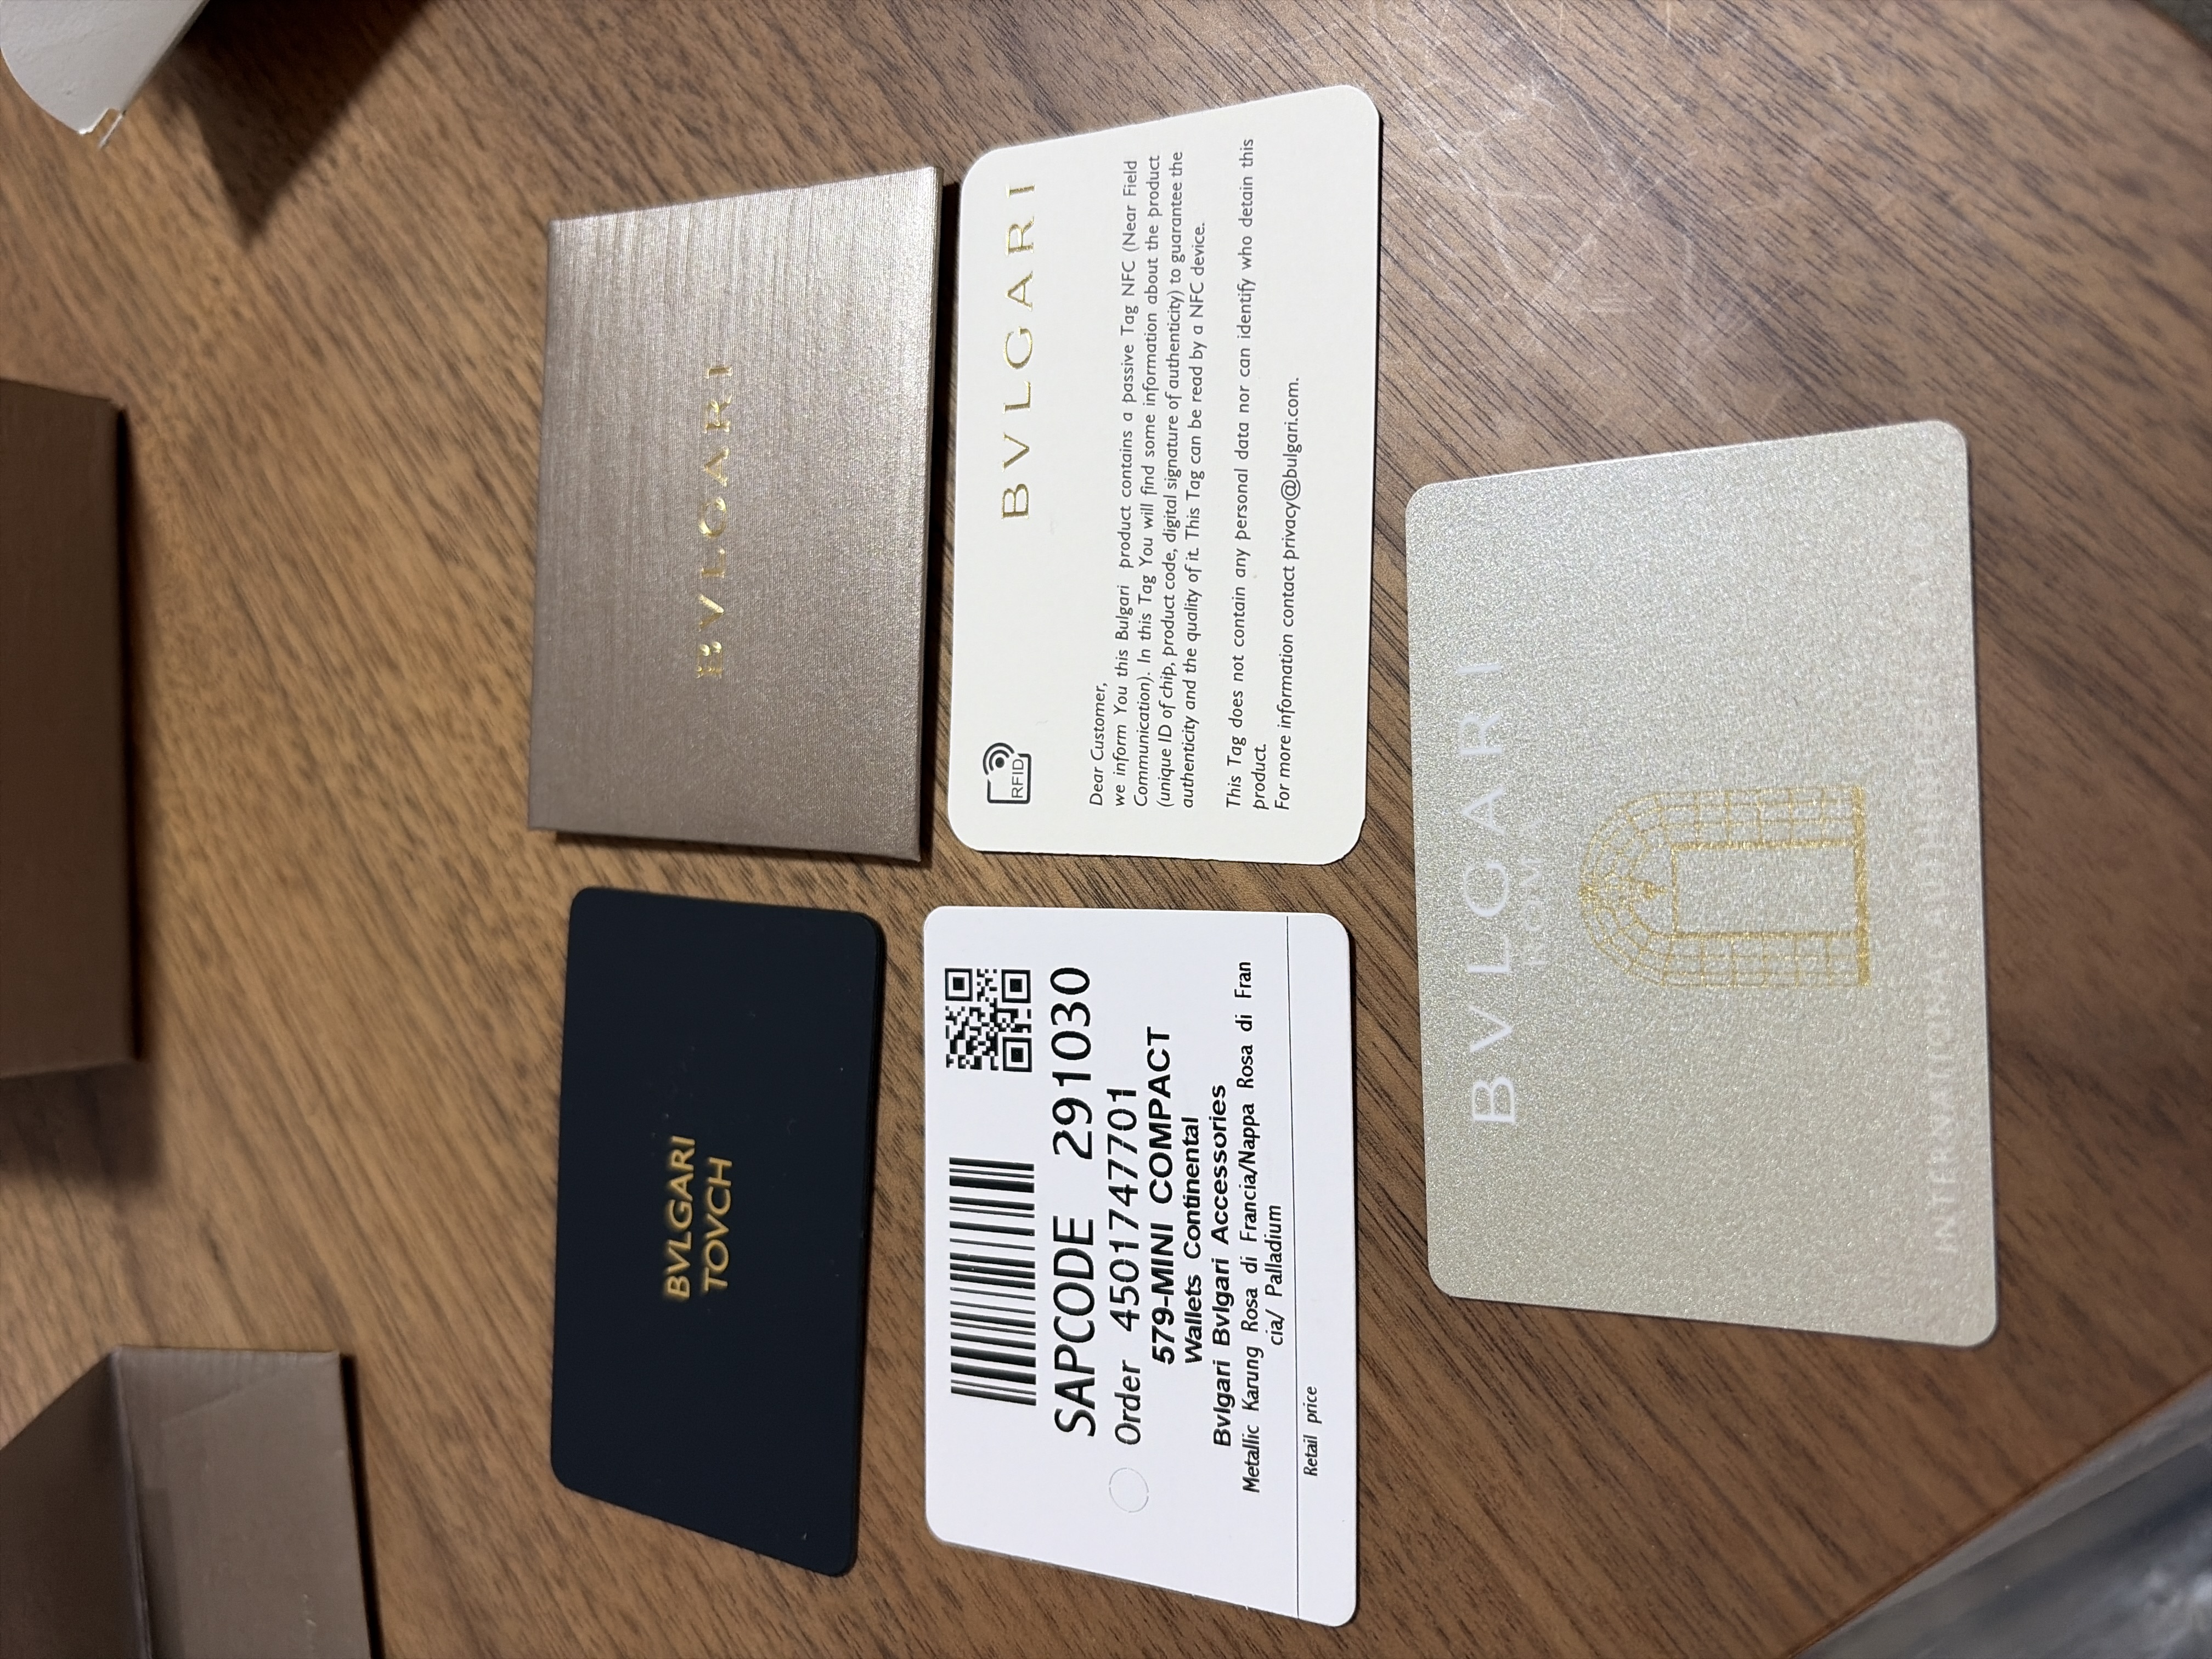 BVLGARI
BVLGARI
TOVCH
RFID
BVLGARI
Dear Customer,
we inform You this Bulgari product contains a passive Tag NFC (Near Field
Communication). In this Tag You will find some information about the product
(unique ID of chip, product code, digital signature of authenticity) to guarantee the
authenticity and the quality of it. This Tag can be read by a NFC device.
This Tag does not contain any personal data nor can identify who detain this
product.
For more information contact privacy@bulgari.com.
SAPCODE 291030
Order 4501747701
579-MINI COMPACT
Wallets Continental
Bvlgari Bvlgari Accessories
Metallic Karung Rosa di Francia/Nappa Rosa di Fran
cia/ Palladium
Retail price
BVLGARI
ROMA
INTERNATIONAL